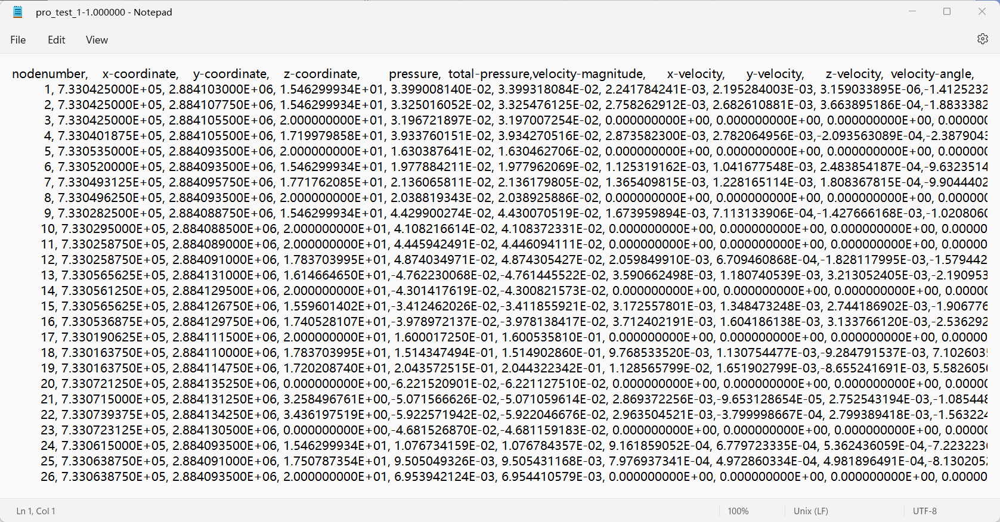 pro_test_1-1.000000 - Notepad
File Edit View
nodenumber, x-coordinate, y-coordinate, z-coordinate, pressure, total-pressure,velocity-magnitude, x-velocity, y-velocity, z-velocity, velocity-angle,
1, 7.330425000E+05, 2.884103000E+06, 1.546299934E+01, 3.399008140E-02, 3.399318084E-02, 2.241784241E-03, 2.195284003E-03, 3.159033895E-06,-1.4125232
2, 7.330425000E+05, 2.884107750E+06, 1.546299934E+01, 3.325016052E-02, 3.325476125E-02, 2.758262912E-03, 2.682610881E-03, 3.663895186E-04,-1.8833382
3, 7.330425000E+05, 2.884105500E+06, 2.000000000E+01, 3.196721897E-02, 3.197007254E-02, 0.000000000E+00, 0.000000000E+00, 0.000000000E+00, 0.000000
4, 7.330401875E+05, 2.884105500E+06, 1.719979858E+01, 3.933760151E-02, 3.934270516E-02, 2.873582300E-03, 2.782064956E-03,-2.093563089E-04,-2.387904
5, 7.330535000E+05, 2.884093500E+06, 2.000000000E+01, 1.630387641E-02, 1.630462706E-02, 0.000000000E+00, 0.000000000E+00, 0.000000000E+00, 0.000000
6, 7.330520000E+05, 2.884093500E+06, 1.546299934E+01, 1.977884211E-02, 1.977962069E-02, 1.125319162E-03, 1.041677548E-03, 2.483854187E-04,-9.6323514
7, 7.330493125E+05, 2.884095750E+06, 1.771762085E+01, 2.136065811E-02, 2.136179805E-02, 1.365409815E-03, 1.228165114E-03, 1.808367815E-04,-9.9044402
8, 7.330496250E+05, 2.884093500E+06, 2.000000000E+01, 2.038819343E-02, 2.038925886E-02, 0.000000000E+00, 0.000000000E+00, 0.000000000E+00, 0.000000
9, 7.330282500E+05, 2.884088750E+06, 1.546299934E+01, 4.429900274E-02, 4.430070519E-02, 1.673959894E-03, 7.113133906E-04,-1.427666168E-03,-1.0208060
10, 7.330295000E+05, 2.884088500E+06, 2.000000000E+01, 4.108216614E-02, 4.108372331E-02, 0.000000000E+00, 0.000000000E+00, 0.000000000E+00, 0.00000
11, 7.330258750E+05, 2.884089000E+06, 2.000000000E+01, 4.445942491E-02, 4.446094111E-02, 0.000000000E+00, 0.000000000E+00, 0.000000000E+00, 0.00000
12, 7.330258750E+05, 2.884091000E+06, 1.783703995E+01, 4.874034971E-02, 4.874305427E-02, 2.059849910E-03, 6.709460868E-04,-1.828117995E-03,-1.579442
13, 7.330565625E+05, 2.884131000E+06, 1.614664650E+01,-4.762230068E-02,-4.761445522E-02, 3.590662498E-03, 1.180740539E-03, 3.213052405E-03,-2.190953
14, 7.330561250E+05, 2.884129500E+06, 2.000000000E+01,-4.301417619E-02,-4.300821573E-02, 0.000000000E+00, 0.000000000E+00, 0.000000000E+00, 0.00000
15, 7.330565625E+05, 2.884126750E+06, 1.559601402E+01,-3.412462026E-02,-3.411855921E-02, 3.172557801E-03, 1.348473248E-03, 2.744186902E-03,-1.906776
16, 7.330536875E+05, 2.884129750E+06, 1.740528107E+01,-3.978972137E-02,-3.978138417E-02, 3.712402191E-03, 1.604186138E-03, 3.133766120E-03,-2.536292
17, 7.330190625E+05, 2.884111500E+06, 2.000000000E+01, 1.600017250E-01, 1.600535810E-01, 0.000000000E+00, 0.000000000E+00, 0.000000000E+00, 0.00000
18, 7.330163750E+05, 2.884110000E+06, 1.783703995E+01, 1.514347494E-01, 1.514902860E-01, 9.768533520E-03, 1.130754477E-03,-9.284791537E-03, 7.102603
19, 7.330163750E+05, 2.884114750E+06, 1.720208740E+01, 2.043572515E-01, 2.044322342E-01, 1.128565799E-02, 1.651902799E-03,-8.655241691E-03, 5.582605
20, 7.330721250E+05, 2.884135250E+06, 0.000000000E+00,-6.221520901E-02,-6.221127510E-02, 0.000000000E+00, 0.000000000E+00, 0.000000000E+00, 0.00000
21, 7.330715000E+05, 2.884131250E+06, 3.258496761E+00,-5.071566626E-02,-5.071059614E-02, 2.869372256E-03,-9.653128654E-05, 2.752543194E-03,-1.085448
22, 7.330739375E+05, 2.884134250E+06, 3.436197519E+00,-5.922571942E-02,-5.922046676E-02, 2.963504521E-03,-3.799998667E-04, 2.799389418E-03,-1.563224
23, 7.330723125E+05, 2.884130500E+06, 0.000000000E+00,-4.681526870E-02,-4.681159183E-02, 0.000000000E+00, 0.000000000E+00, 0.000000000E+00, 0.00000
24, 7.330615000E+05, 2.884093500E+06, 1.546299934E+01, 1.076734159E-02, 1.076784357E-02, 9.161859052E-04, 6.779723335E-04, 5.362436059E-04,-7.222323
25, 7.330638750E+05, 2.884091000E+06, 1.750787354E+01, 9.505049326E-03, 9.505431168E-03, 7.976937341E-04, 4.972860334E-04, 4.981896491E-04,-8.130205
26, 7.330638750E+05, 2.884093500E+06, 2.000000000E+01, 6.953942124E-03, 6.954410579E-03, 0.000000000E+00, 0.000000000E+00, 0.000000000E+00, 0.00000
Ln 1, Col 1 100% Unix (LF) UTF-8